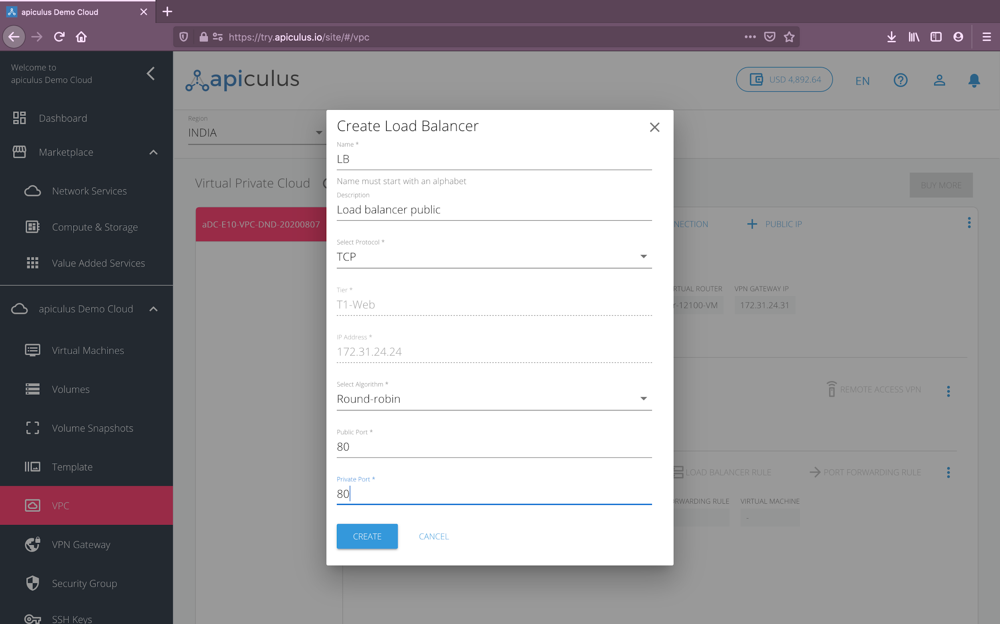 apiculus Demo Cloud
https://try.apiculus.io/site/#/vpc
Welcome to
apiculus Demo Cloud
Dashboard
Marketplace
Network Services
Compute & Storage
Value Added Services
apiculus Demo Cloud
Virtual Machines
Volumes
Volume Snapshots
Template
VPC
VPN Gateway
Security Group
SSH Keys
apiculus
USD 4,892.64
EN
Region
INDIA
Virtual Private Cloud
BUY MORE
aDC-E10-VPC-DND-20200807
NECTION
PUBLIC IP
RTUAL ROUTER
VPN GATEWAY IP
r-12100-VM
172.31.24.31
REMOTE ACCESS VPN
LOAD BALANCER RULE
PORT FORWARDING RULE
RWARDING RULE
VIRTUAL MACHINE
-
Create Load Balancer
Name *
LB
Name must start with an alphabet
Description
Load balancer public
Select Protocol *
TCP
Tier *
T1-Web
IP Address *
172.31.24.24
Select Algorithm *
Round-robin
Public Port *
80
Private Port *
80
CREATE
CANCEL